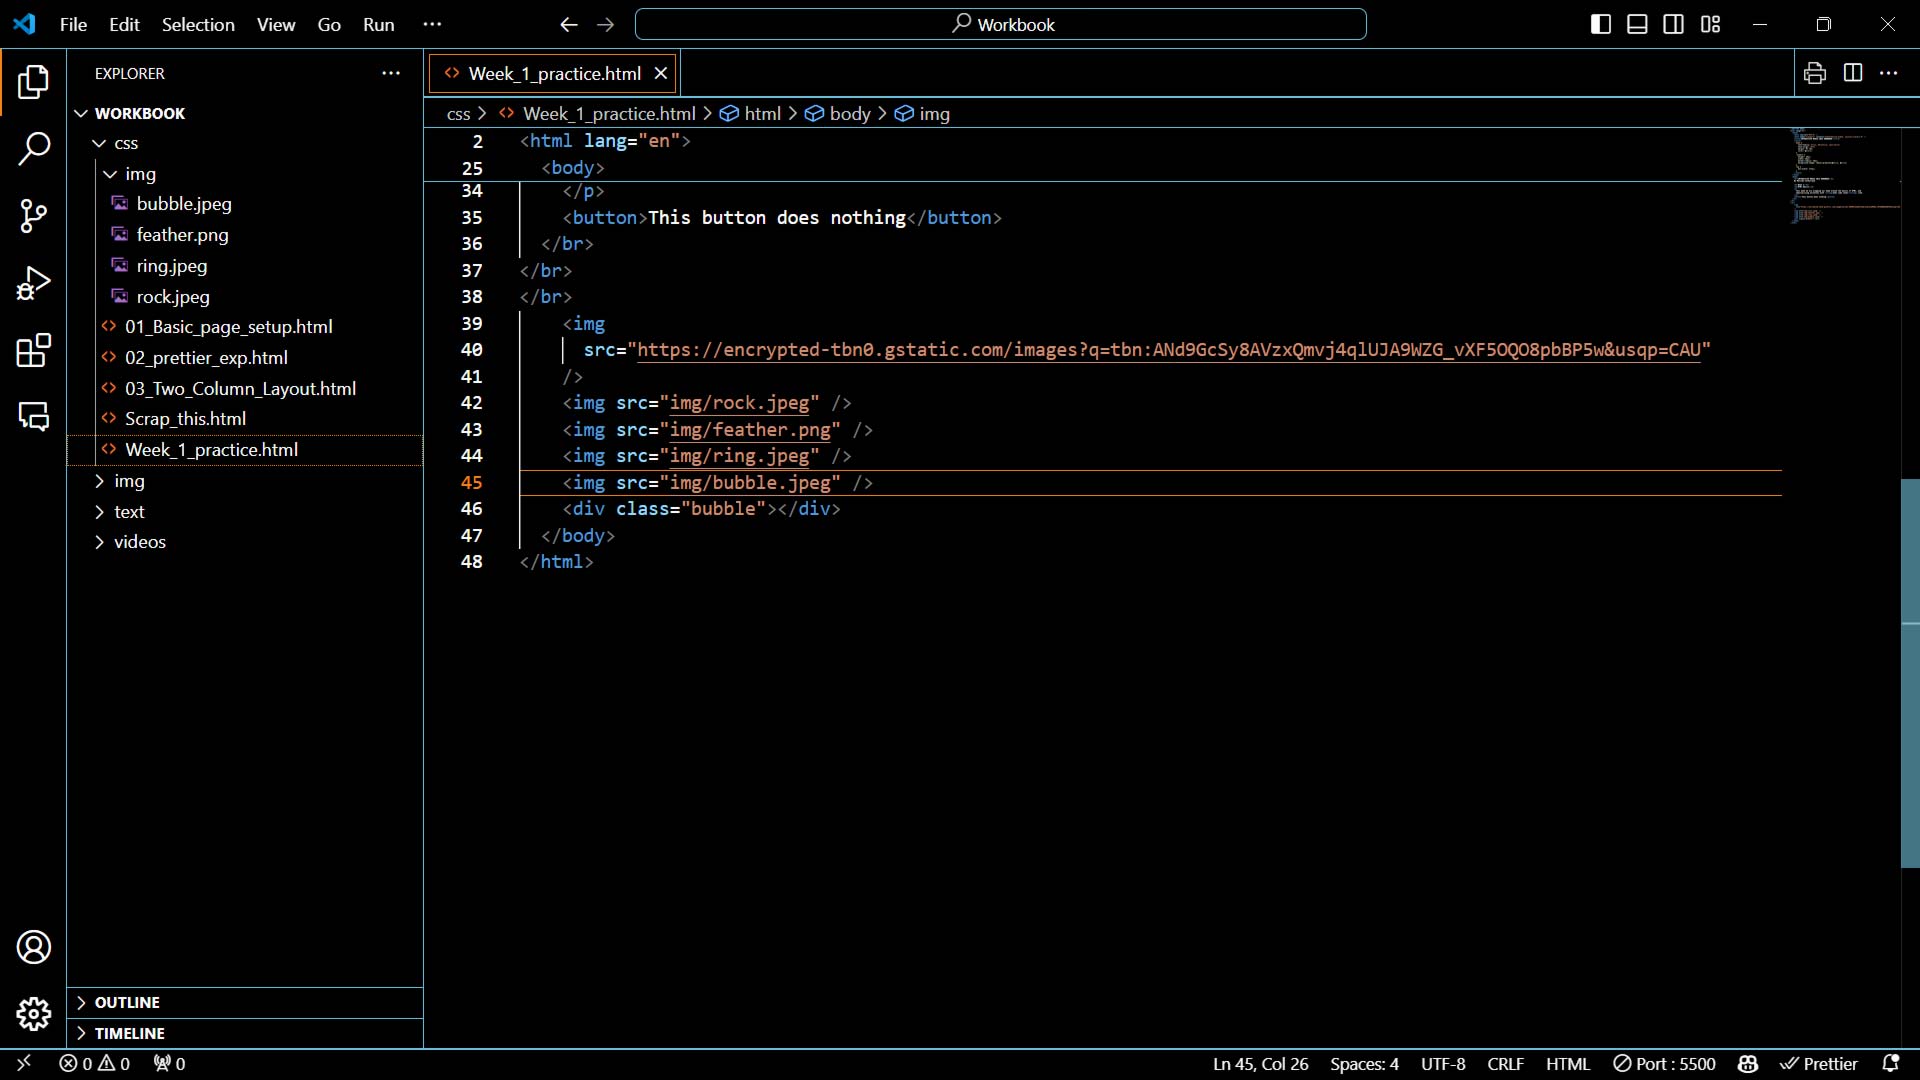 File Edit Selection View Go Run ···
Workbook
EXPLORER ···
WORKBOOK
css
img
bubble.jpeg
feather.png
ring.jpeg
rock.jpeg
01_Basic_page_setup.html
02_prettier_exp.html
03_Two_Column_Layout.html
Scrap_this.html
Week_1_practice.html
img
text
videos
OUTLINE
TIMELINE
Week_1_practice.html
css > Week_1_practice.html > html > body > img
2 <html lang="en">
25 <body>
34 </p>
35 <button>This button does nothing</button>
36 </br>
37 </br>
38 </br>
39 <img
40 src="https://encrypted-tbn0.gstatic.com/images?q=tbn:ANd9GcSy8AVzxQmvj4qlUJA9WZG_vXF5OQO8pbBP5w&usqp=CAU"
41 />
42 <img src="img/rock.jpeg" />
43 <img src="img/feather.png" />
44 <img src="img/ring.jpeg" />
45 <img src="img/bubble.jpeg" />
46 <div class="bubble"></div>
47 </body>
48 </html>
0 0 0 Ln 45, Col 26 Spaces: 4 UTF-8 CRLF HTML Port : 5500 Prettier